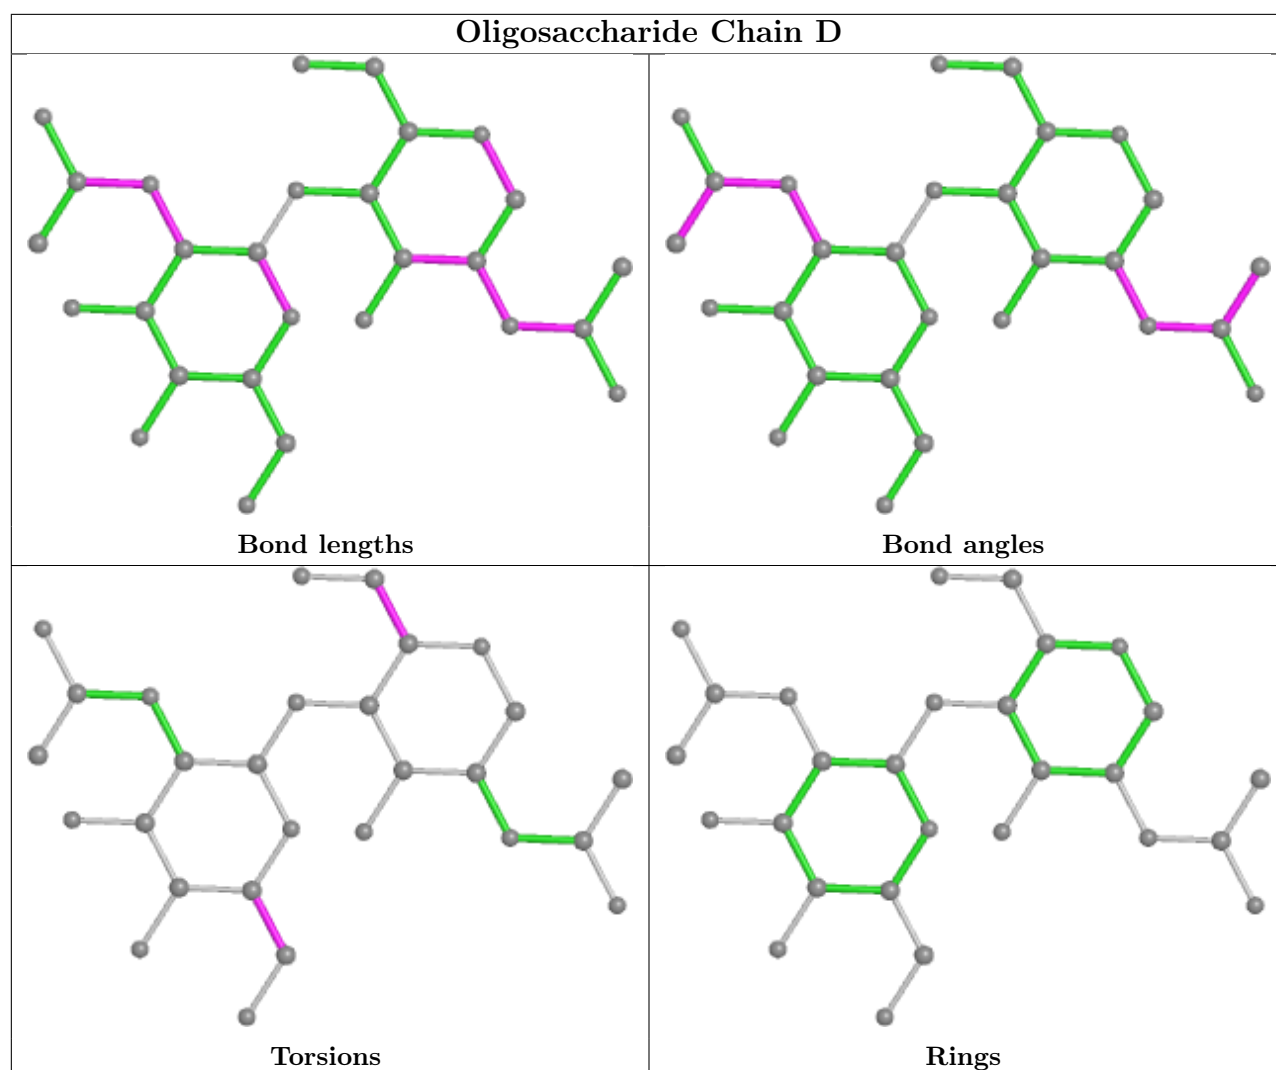 Oligosaccharide Chain D
Bond lengths
Bond angles
Torsions
Rings